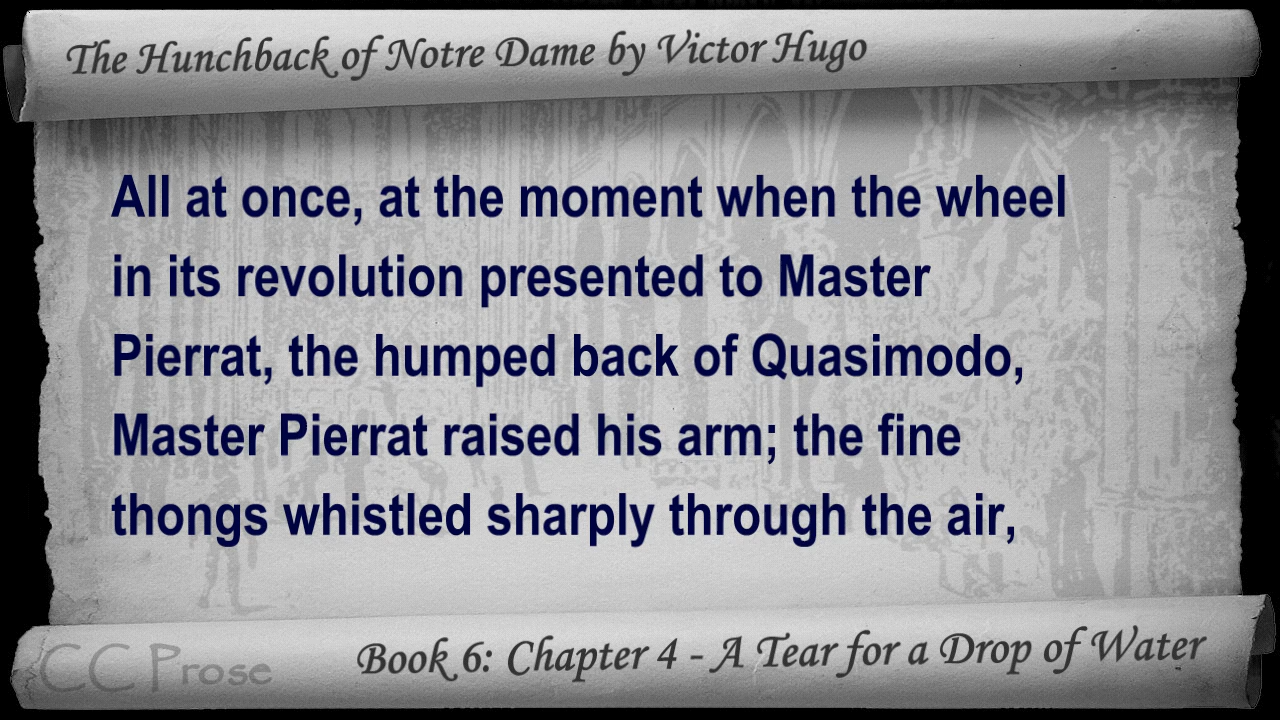 The Hunchback of Notre Dame by Victor Hugo
All at once, at the moment when the wheel
in its revolution presented to Master
Pierrat, the humped back of Quasimodo,
Master Pierrat raised his arm; the fine
thongs whistled sharply through the air,
Book 6: Chapter 4 - A Tear for a Drop of Water
CC Prose